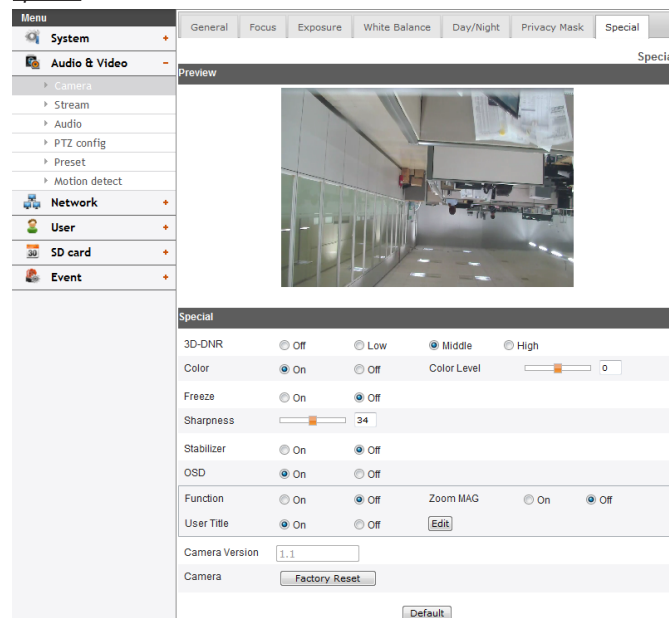 Menu
System +
Audio & Video -
Camera
Stream
Audio
PTZ config
Preset
Motion detect
Network +
User +
30 SD card +
Event +
General Focus Exposure White Balance Day/Night Privacy Mask Special
Specia
Preview
Special
3D-DNR Off Low Middle High
Color On Off Color Level 0
Freeze On Off
Sharpness 34
Stabilizer On Off
OSD On Off
Function On Off Zoom MAG On Off
User Title On Off Edit
Camera Version 1.1
Camera Factory Reset
Default